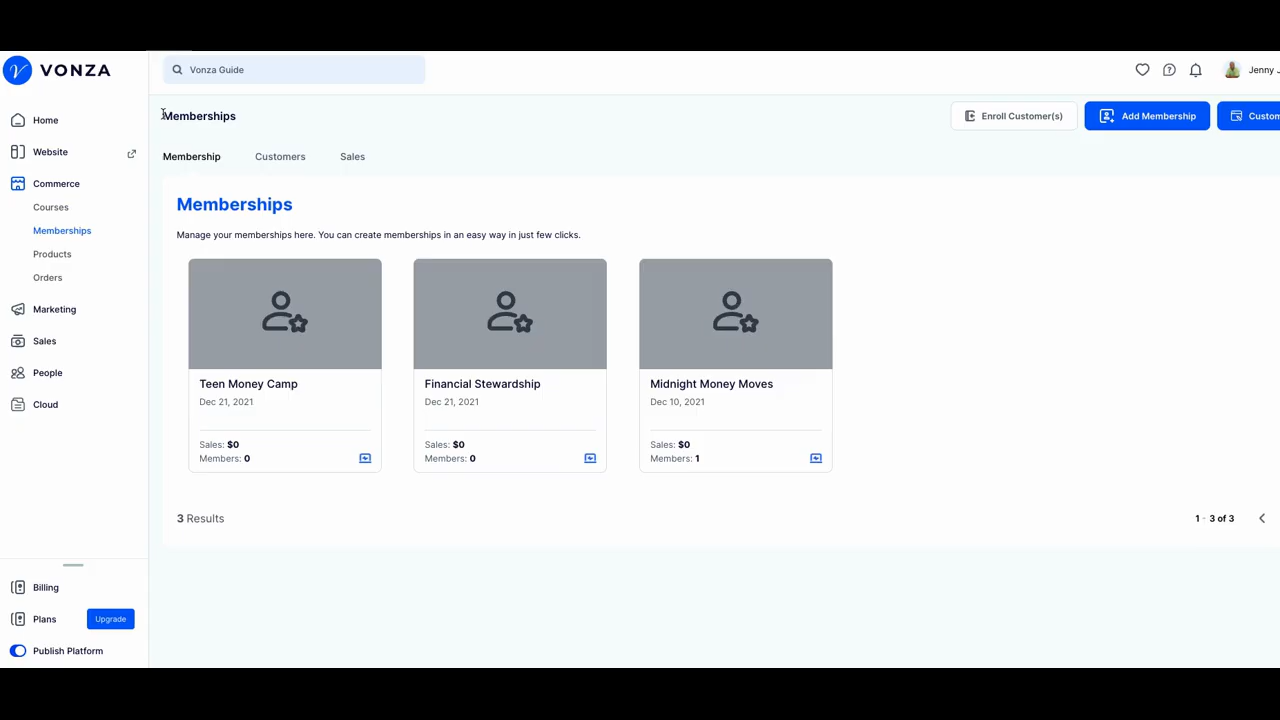 VONZA
Vonza Guide
Jenny J
Home
Website
Commerce
Courses
Memberships
Products
Orders
Marketing
Sales
People
Cloud
Billing
Plans
Upgrade
Publish Platform
Memberships
Enroll Customer(s)
Add Membership
Custom
Membership
Customers
Sales
Memberships
Manage your memberships here. You can create memberships in an easy way in just few clicks.
Teen Money Camp
Dec 21, 2021
Sales: $0
Members: 0
Financial Stewardship
Dec 21, 2021
Sales: $0
Members: 0
Midnight Money Moves
Dec 10, 2021
Sales: $0
Members: 1
3 Results
1 - 3 of 3